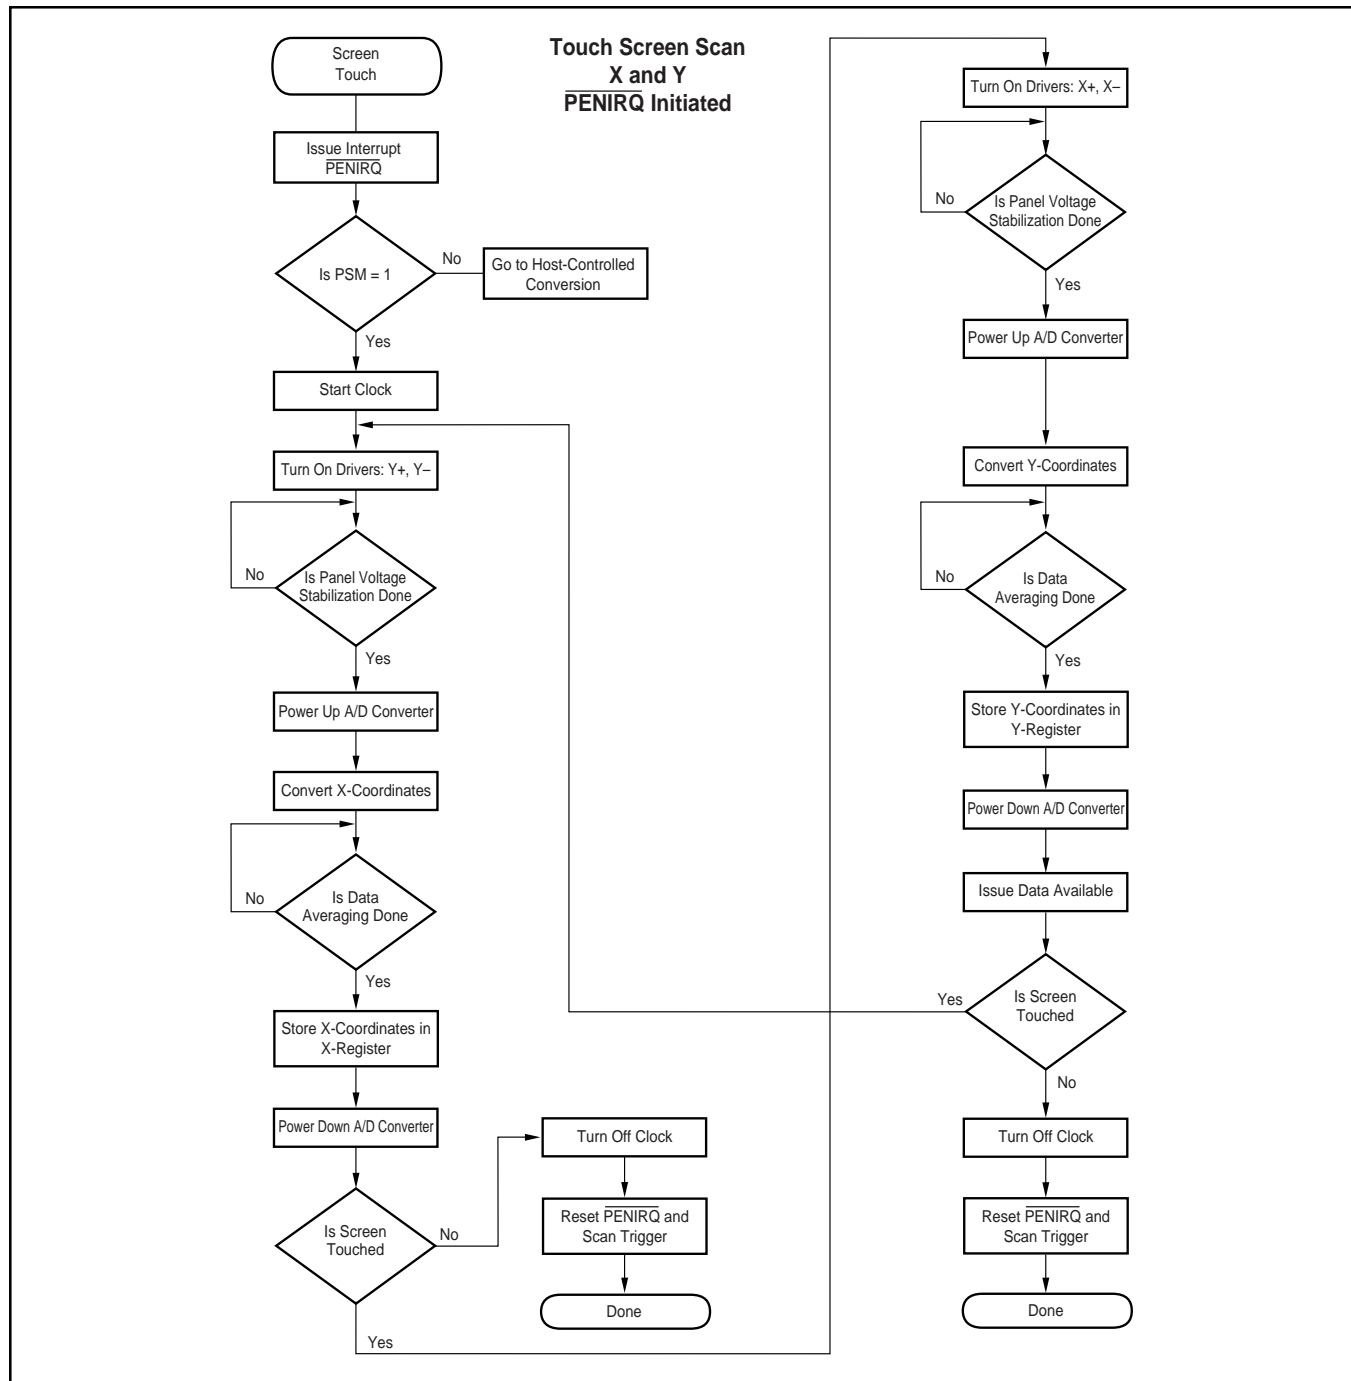 Touch Screen Scan
X and Y
PENIRQ Initiated
Screen
Touch
Issue Interrupt
PENIRQ
Is PSM = 1
No
Go to Host-Controlled
Conversion
Yes
Start Clock
Turn On Drivers: Y+, Y–
Is Panel Voltage
Stabilization Done
No
Yes
Power Up A/D Converter
Convert X-Coordinates
Is Data
Averaging Done
No
Yes
Store X-Coordinates in
X-Register
Power Down A/D Converter
Is Screen
Touched
No
Turn Off Clock
Reset PENIRQ and
Scan Trigger
Done
Yes
Turn On Drivers: X+, X–
Is Panel Voltage
Stabilization Done
No
Yes
Power Up A/D Converter
Convert Y-Coordinates
Is Data
Averaging Done
No
Yes
Store Y-Coordinates in
Y-Register
Power Down A/D Converter
Issue Data Available
Is Screen
Touched
Yes
No
Turn Off Clock
Reset PENIRQ and
Scan Trigger
Done